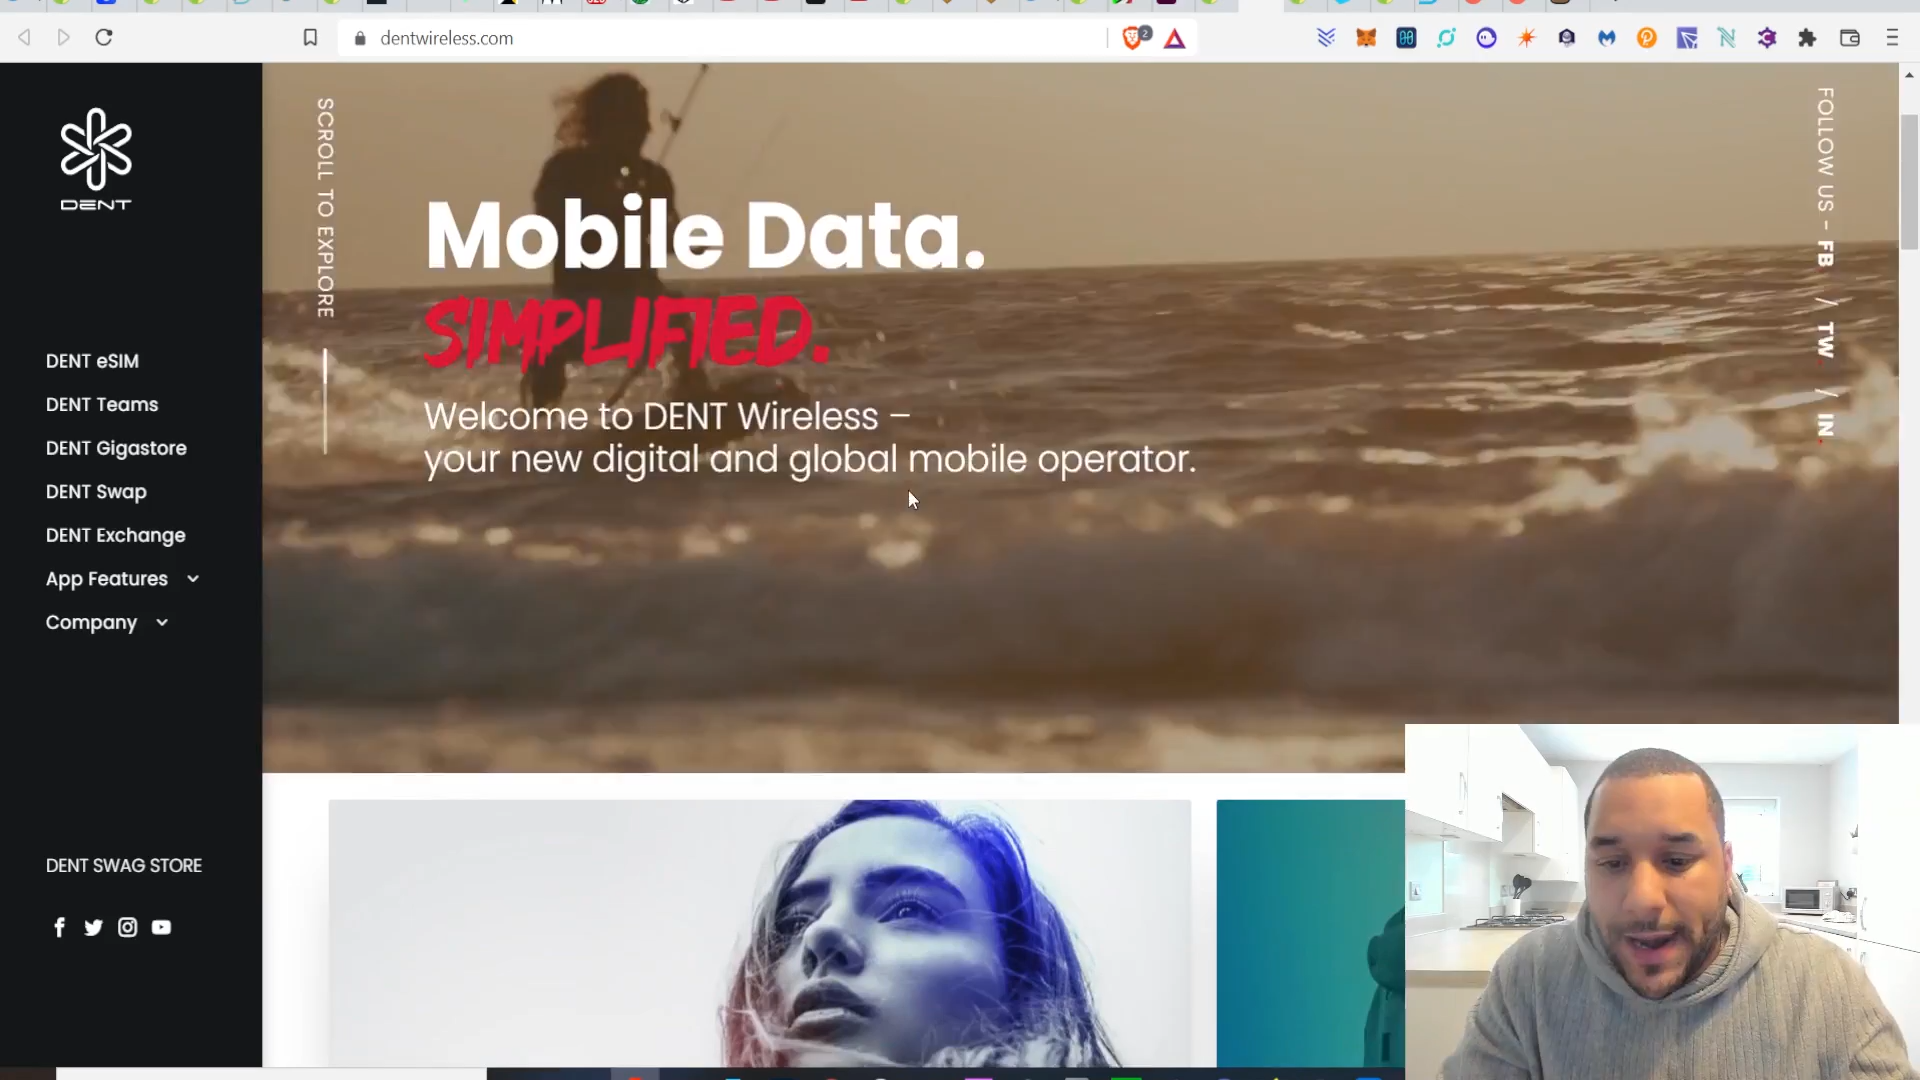 dentwireless.com
2
DENT
DENT eSIM
DENT Teams
DENT Gigastore
DENT Swap
DENT Exchange
App Features
Company
DENT SWAG STORE
SCROLL TO EXPLORE
Mobile Data.
SIMPLIFIED.
Welcome to DENT Wireless –
your new digital and global mobile operator.
FOLLOW US – FB. / TW. / IN.